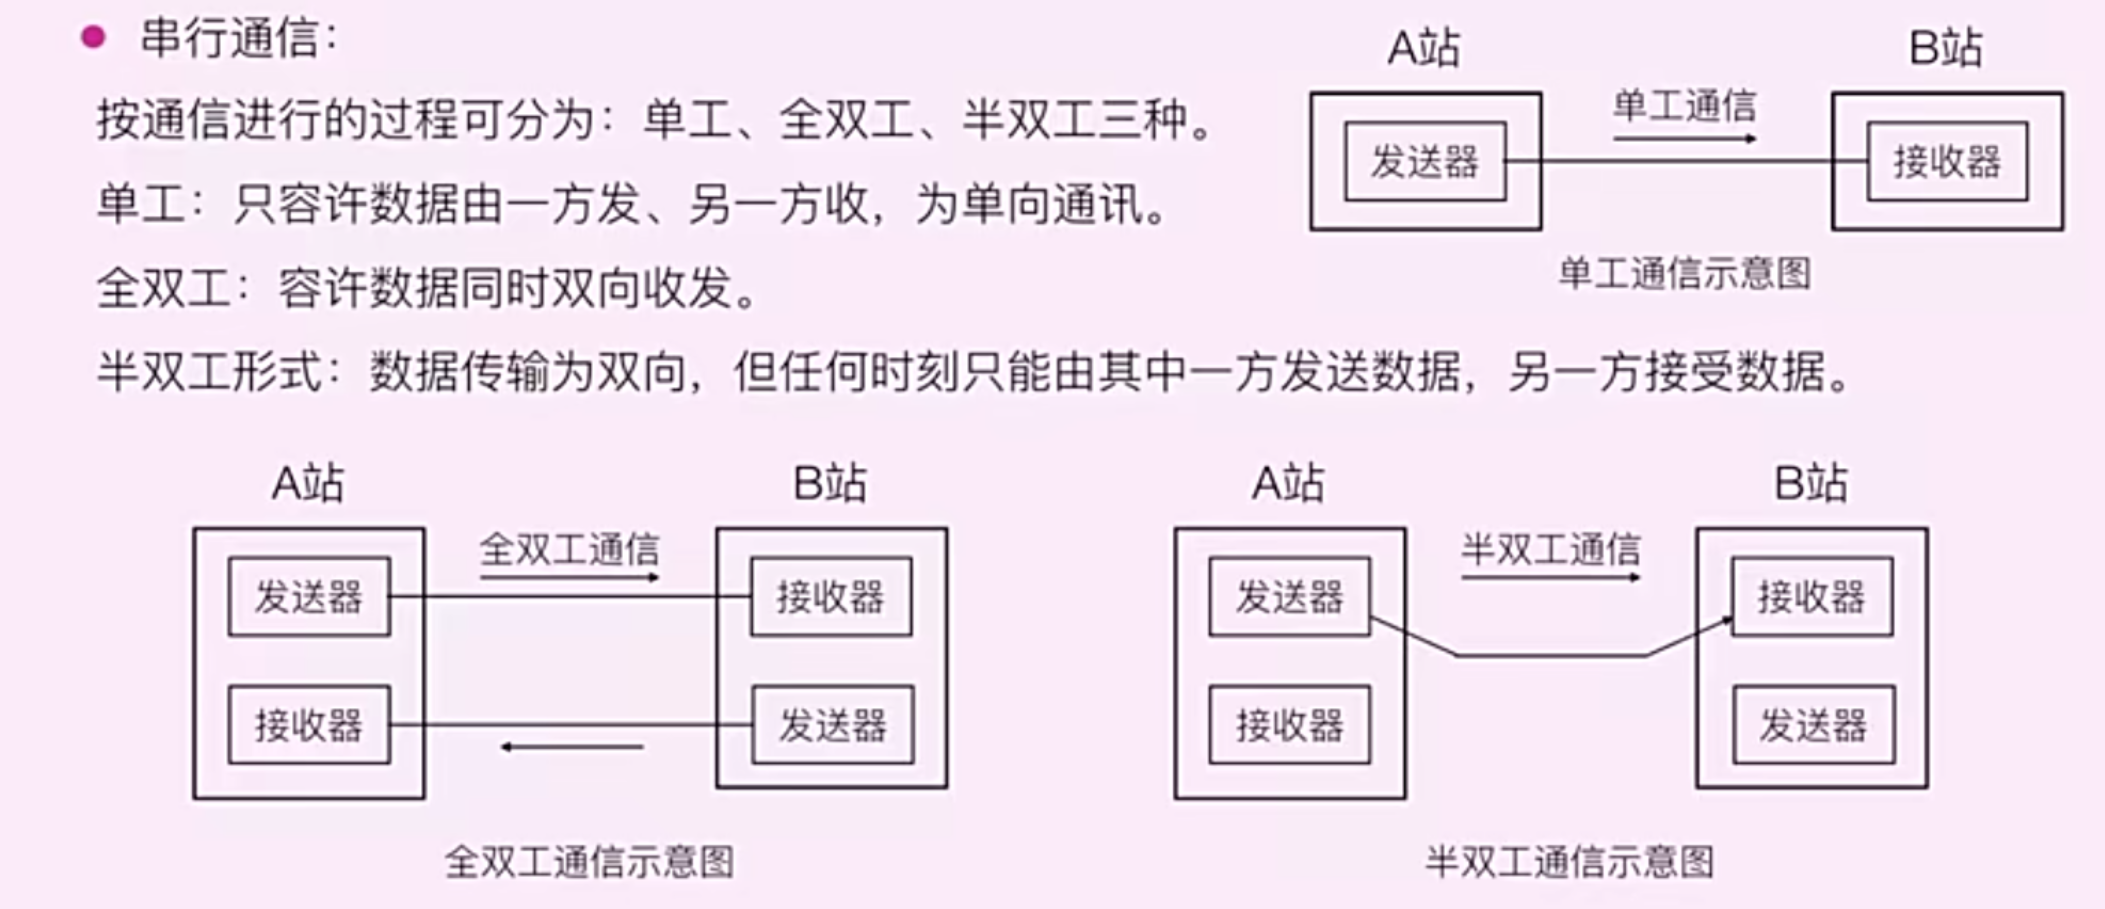 串行通信：
按通信进行的过程可分为：单工、全双工、半双工三种。
单工：只容许数据由一方发、另一方收，为单向通讯。
全双工：容许数据同时双向收发。
半双工形式：数据传输为双向，但任何时刻只能由其中一方发送数据，另一方接受数据。
A站
B站
单工通信
发送器
接收器
单工通信示意图
A站
B站
全双工通信
发送器
接收器
接收器
发送器
全双工通信示意图
A站
B站
半双工通信
发送器
接收器
接收器
发送器
半双工通信示意图